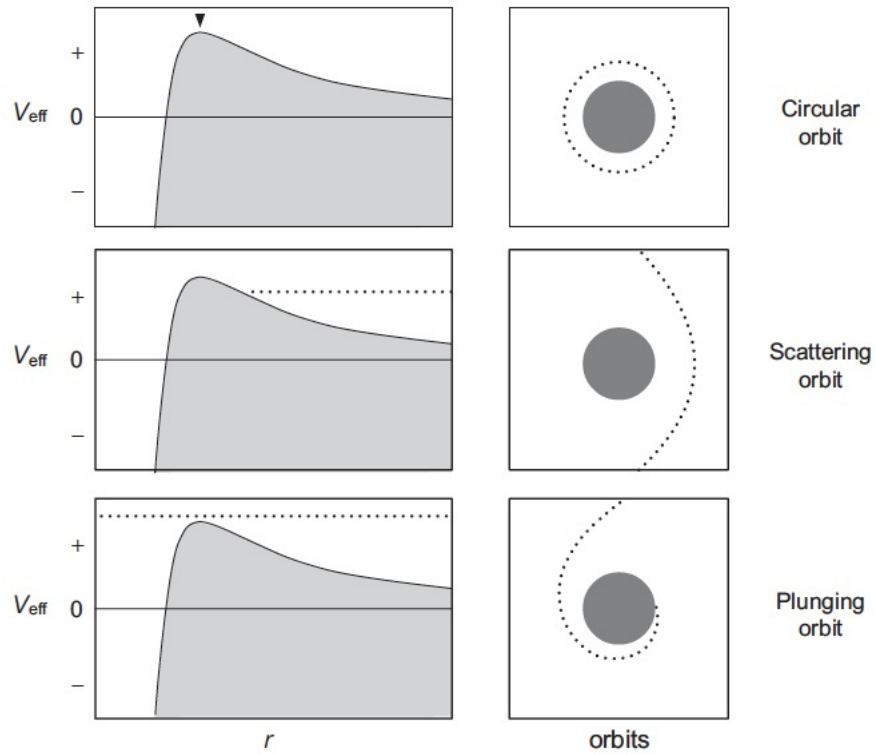 +
V_eff 0
−
Circular
orbit
+
V_eff 0
−
Scattering
orbit
+
V_eff 0
−
Plunging
orbit
r
orbits